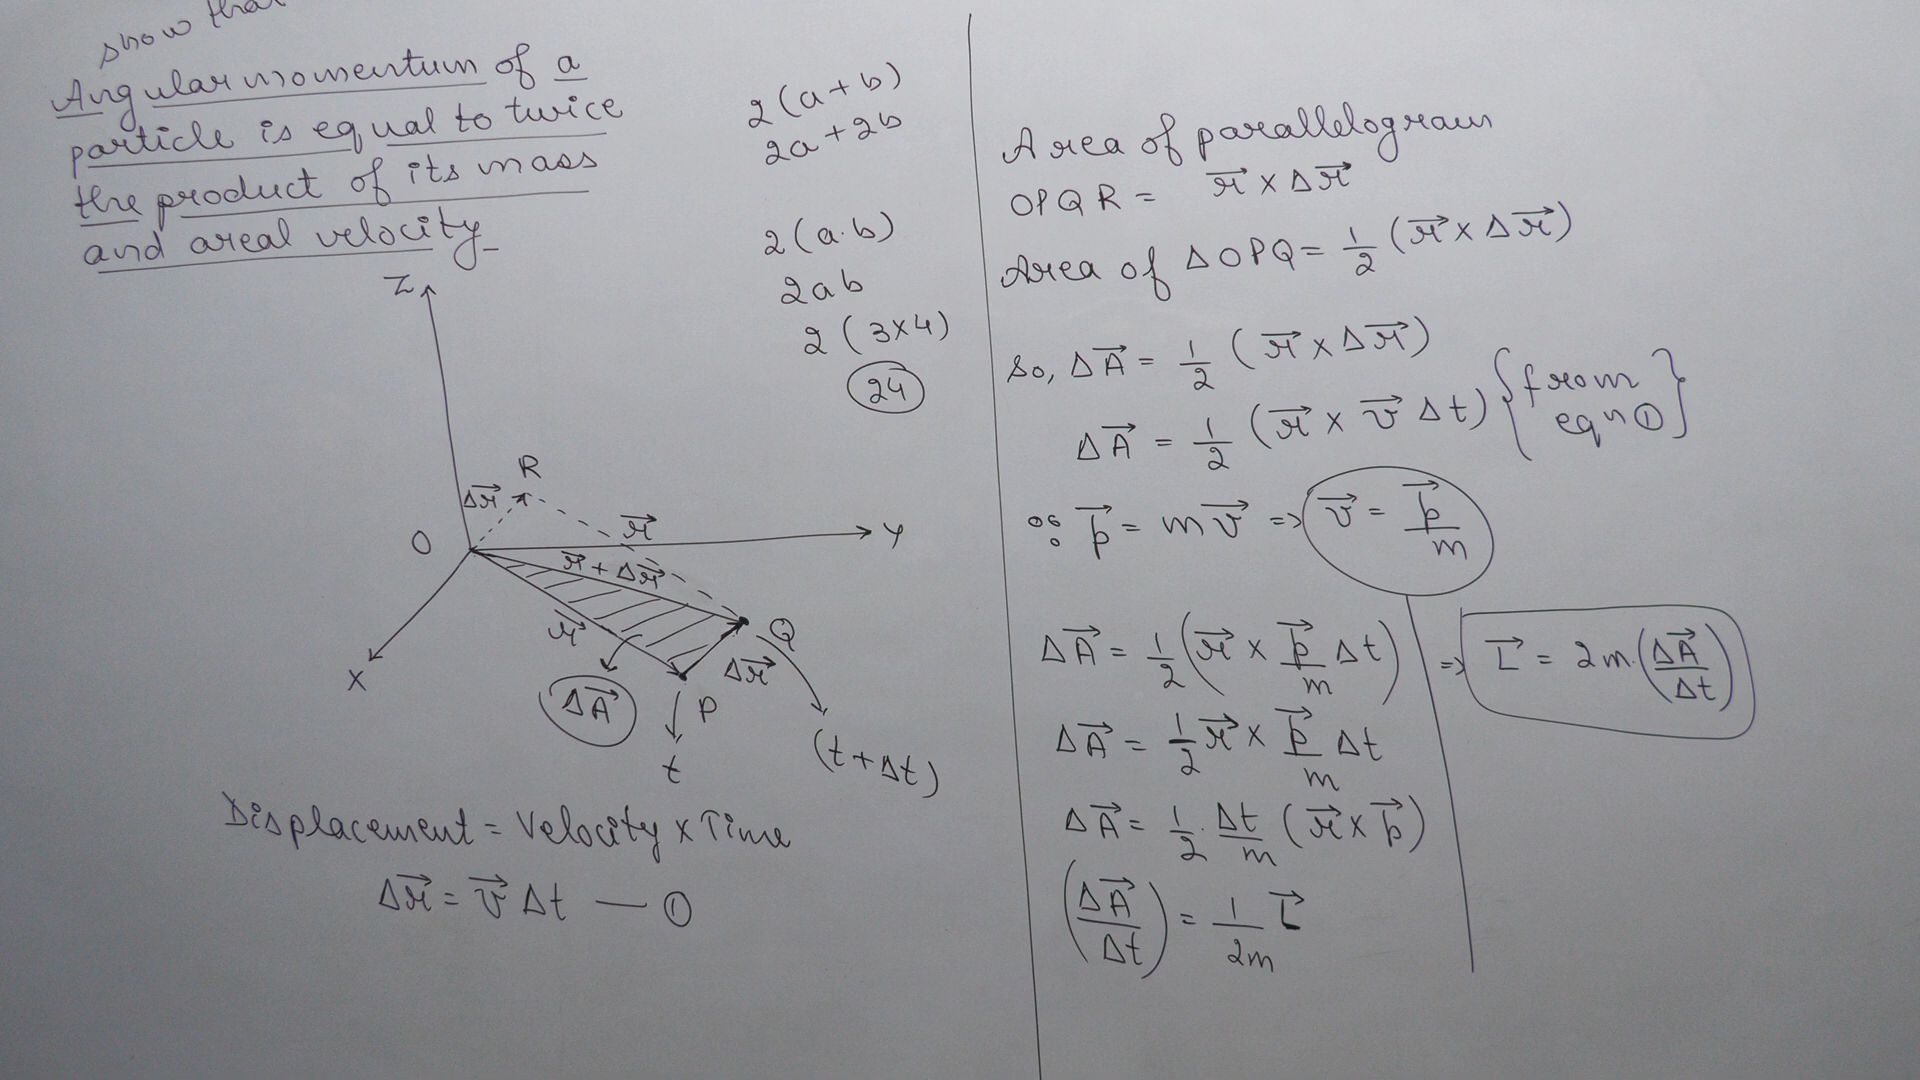 show that
Angular momentum of a
particle is equal to twice
the product of its mass
and areal velocity
2(a+b)
2a+2b
2(a·b)
2ab
2(3×4)
24
Z
R
Δr⃗
O
r⃗
Y
r⃗+Δr⃗
r⃗
Q
Δr⃗
X
ΔA⃗
P
t
(t+Δt)
Displacement = Velocity × Time
Δr⃗ = v⃗ Δt — ①
Area of parallelogram
OPQR = r⃗ × Δr⃗
Area of ΔOPQ = 1/2 (r⃗ × Δr⃗)
So, ΔA⃗ = 1/2 (r⃗ × Δr⃗)
ΔA⃗ = 1/2 (r⃗ × v⃗ Δt) {from eqn ①}
∵ p⃗ = mv⃗ ⇒ v⃗ = p⃗/m
ΔA⃗ = 1/2 (r⃗ × p⃗/m Δt)
ΔA⃗ = 1/2 r⃗ × p⃗/m Δt
ΔA⃗ = 1/2 · Δt/m (r⃗ × p⃗)
(ΔA⃗/Δt) = 1/2m L⃗
⇒ L⃗ = 2m·(ΔA⃗/Δt)